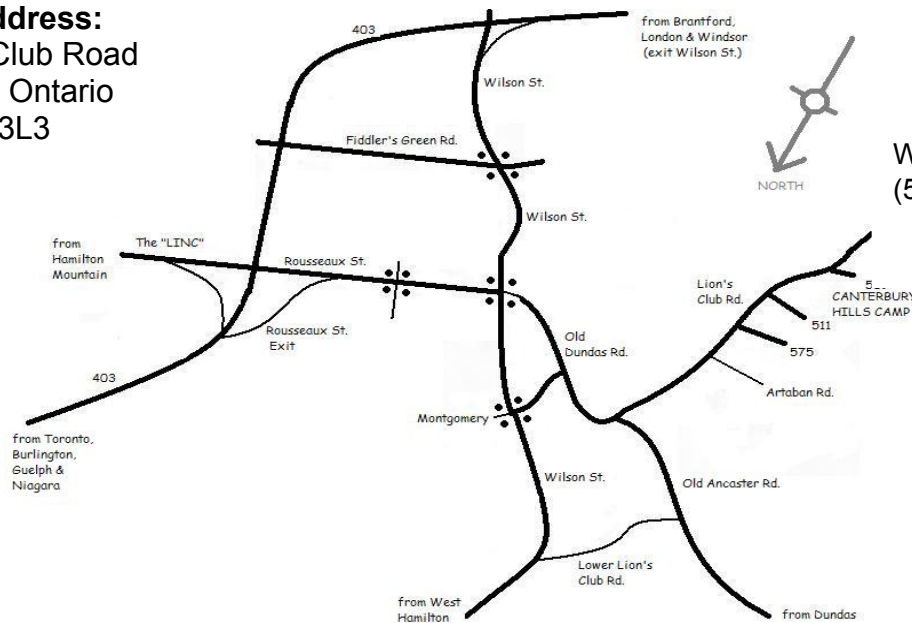 ddress:
Club Road
Ontario
3L3
403
from Brantford,
London & Windsor
(exit Wilson St.)
Wilson St.
Fiddler's Green Rd.
NORTH
W
(5
Wilson St.
from
Hamilton
Mountain
The "LINC"
Rousseaux St.
Lion's
Club Rd.
CANTERBURY
HILLS CAMP
511
575
Rousseaux St.
Exit
Old
Dundas Rd.
Artaban Rd.
403
Montgomery
from Toronto,
Burlington,
Guelph &
Niagara
Wilson St.
Old Ancaster Rd.
Lower Lion's
Club Rd.
from West
Hamilton
from Dundas